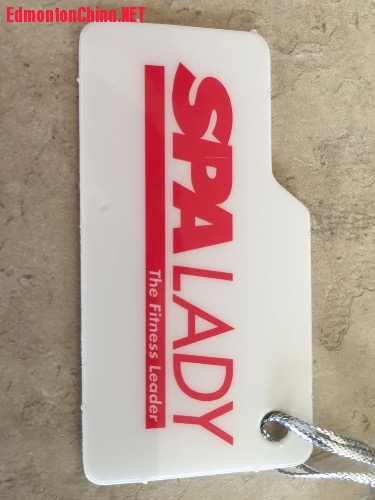 EdmontonChina.NET
SPA LADY
The Fitness Leader